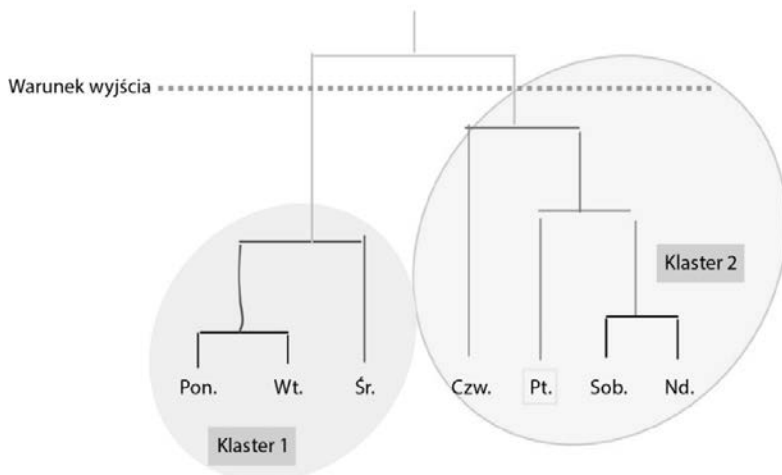 Warunek wyjścia
Klaster 2
Pon. Wt. Śr. Czw. Pt. Sob. Nd.
Klaster 1